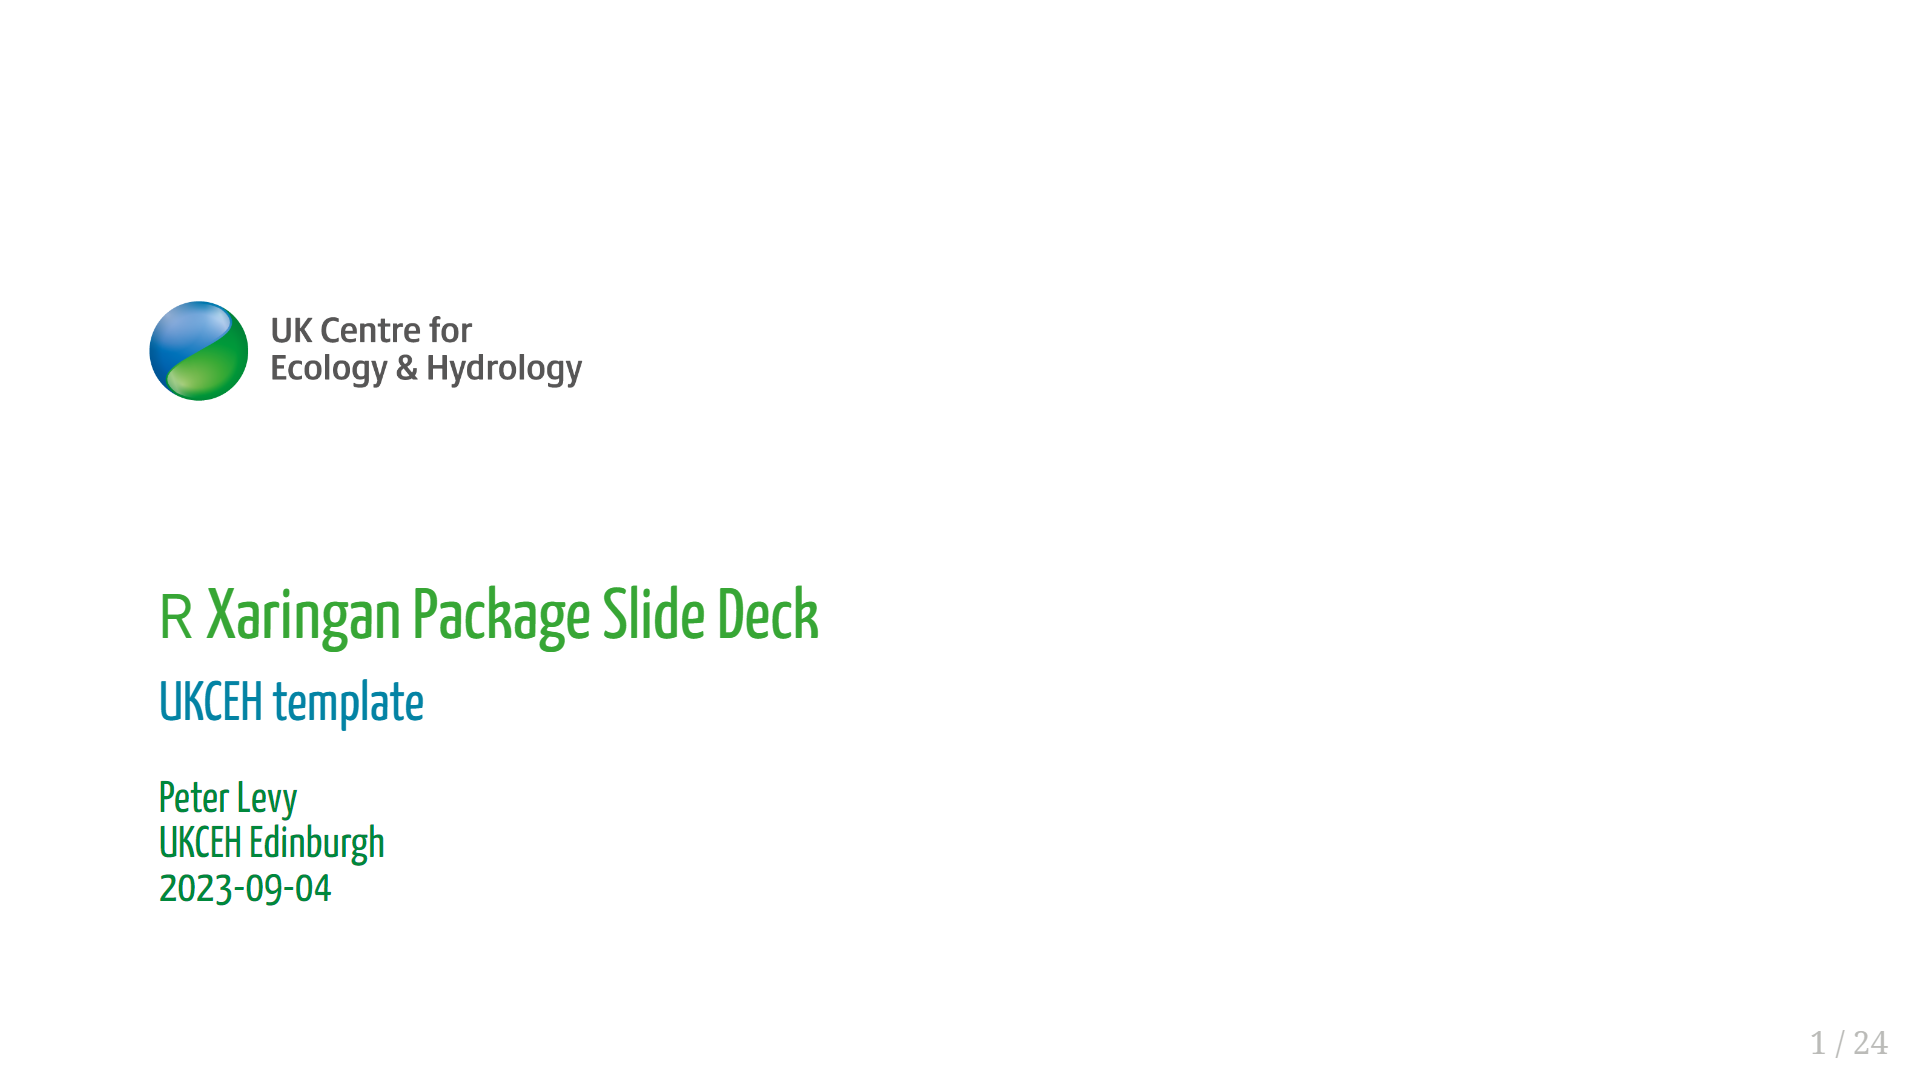 UK Centre for
Ecology & Hydrology
R Xaringan Package Slide Deck
UKCEH template
Peter Levy
UKCEH Edinburgh
2023-09-04
1 / 24